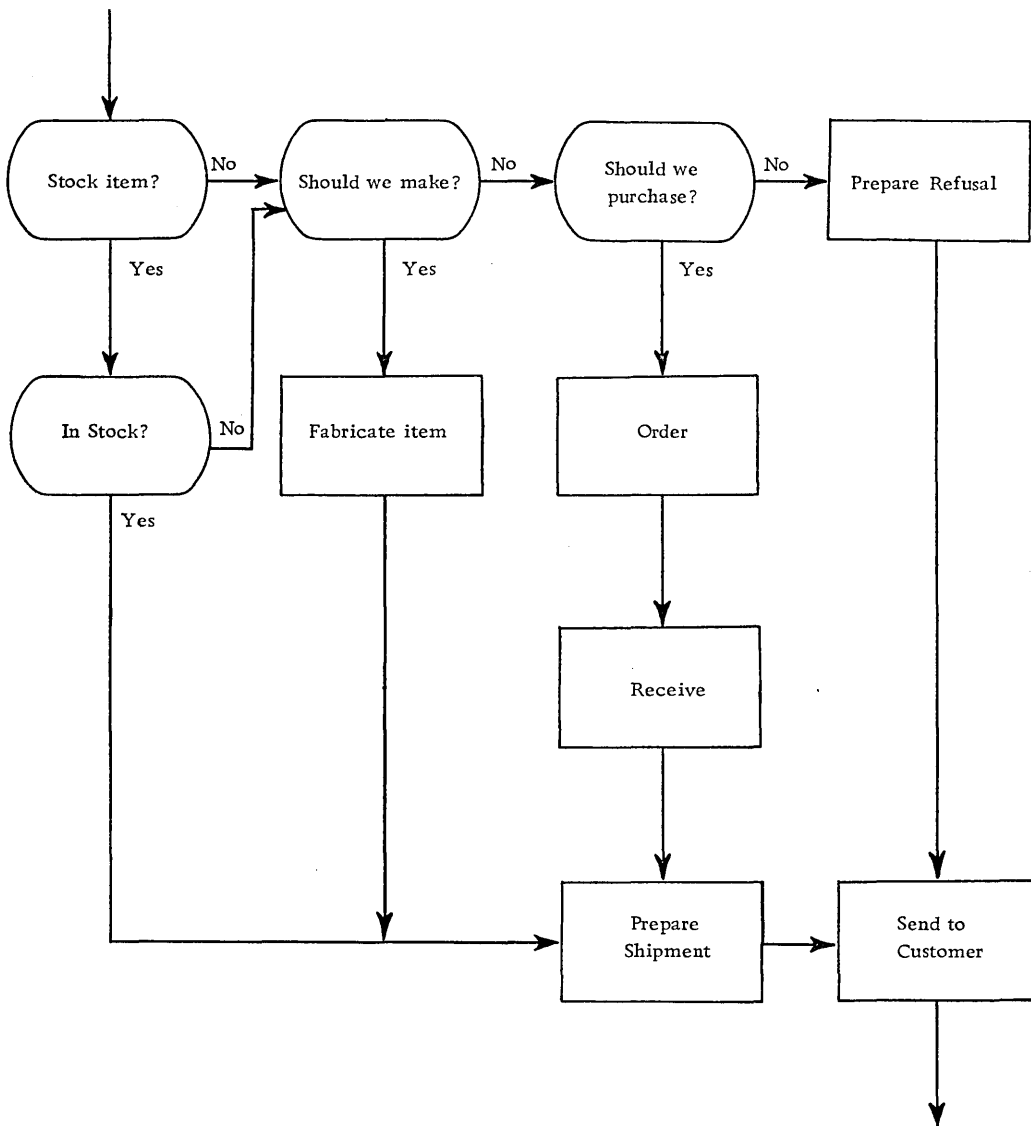 Stock item?
No
Should we make?
No
Should we
purchase?
No
Prepare Refusal
Yes
Yes
Yes
In Stock?
No
Fabricate item
Order
Yes
Receive
Prepare
Shipment
Send to
Customer